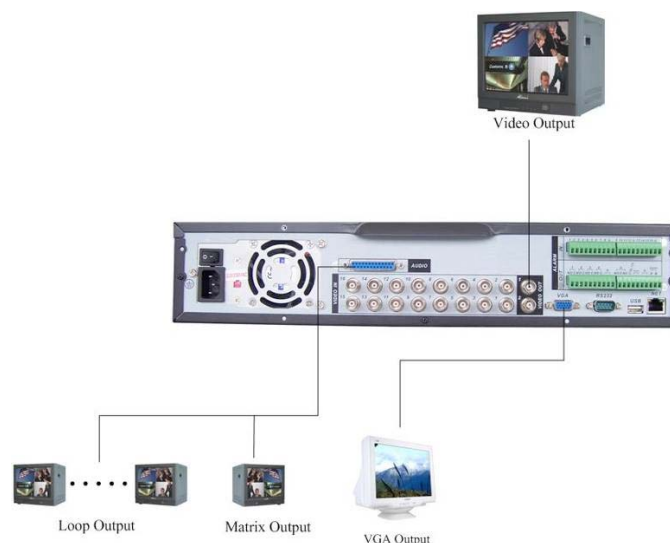 Video Output
AUDIO
ALARM
VIDEO IN
VIDEO OUT
VGA
RS232
USB
Loop Output
Matrix Output
VGA Output